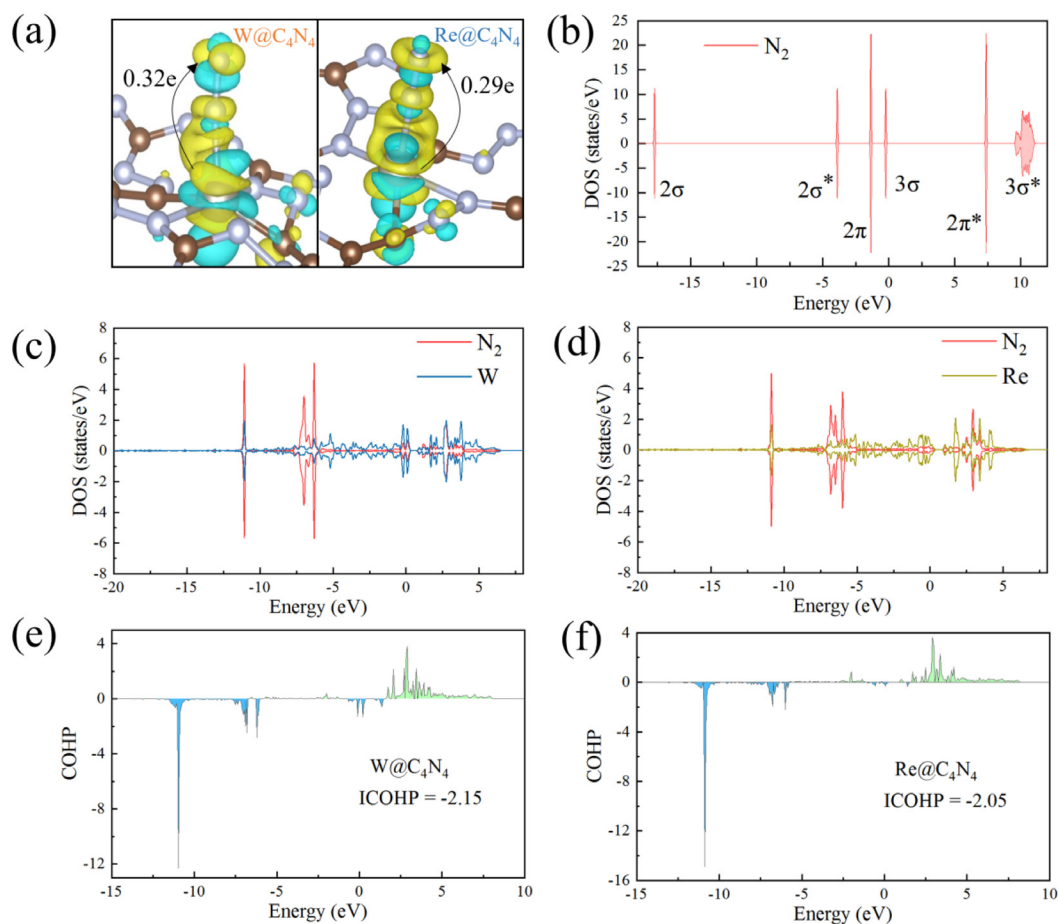 (a)
W@C₄N₄
Re@C₄N₄
0.32e
0.29e
(b)
DOS (states/eV)
25
20
15
10
5
0
5
10
15
20
25
N₂
2σ
2σ*
2π
3σ
2π*
3σ*
-15
-10
-5
0
5
10
Energy (eV)
(c)
DOS (states/eV)
8
6
4
2
0
-2
-4
-6
-8
N₂
W
-20
-15
-10
-5
0
5
Energy (eV)
(d)
DOS (states/eV)
8
6
4
2
0
-2
-4
-6
-8
N₂
Re
-20
-15
-10
-5
0
5
Energy (eV)
(e)
COHP
4
0
-4
-8
-12
W@C₄N₄
ICOHP = -2.15
-15
-10
-5
0
5
10
Energy (eV)
(f)
COHP
4
0
-4
-8
-12
-16
Re@C₄N₄
ICOHP = -2.05
-15
-10
-5
0
5
10
Energy (eV)